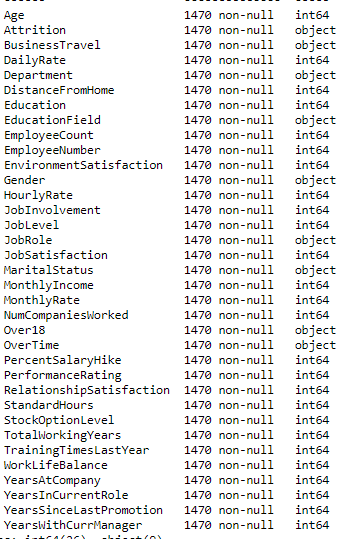 Age 1470 non-null int64
Attrition 1470 non-null object
BusinessTravel 1470 non-null object
DailyRate 1470 non-null int64
Department 1470 non-null object
DistanceFromHome 1470 non-null int64
Education 1470 non-null int64
EducationField 1470 non-null object
EmployeeCount 1470 non-null int64
EmployeeNumber 1470 non-null int64
EnvironmentSatisfaction 1470 non-null int64
Gender 1470 non-null object
HourlyRate 1470 non-null int64
JobInvolvement 1470 non-null int64
JobLevel 1470 non-null int64
JobRole 1470 non-null object
JobSatisfaction 1470 non-null int64
MaritalStatus 1470 non-null object
MonthlyIncome 1470 non-null int64
MonthlyRate 1470 non-null int64
NumCompaniesWorked 1470 non-null int64
Over18 1470 non-null object
OverTime 1470 non-null object
PercentSalaryHike 1470 non-null int64
PerformanceRating 1470 non-null int64
RelationshipSatisfaction 1470 non-null int64
StandardHours 1470 non-null int64
StockOptionLevel 1470 non-null int64
TotalWorkingYears 1470 non-null int64
TrainingTimesLastYear 1470 non-null int64
WorkLifeBalance 1470 non-null int64
YearsAtCompany 1470 non-null int64
YearsInCurrentRole 1470 non-null int64
YearsSinceLastPromotion 1470 non-null int64
YearsWithCurrManager 1470 non-null int64